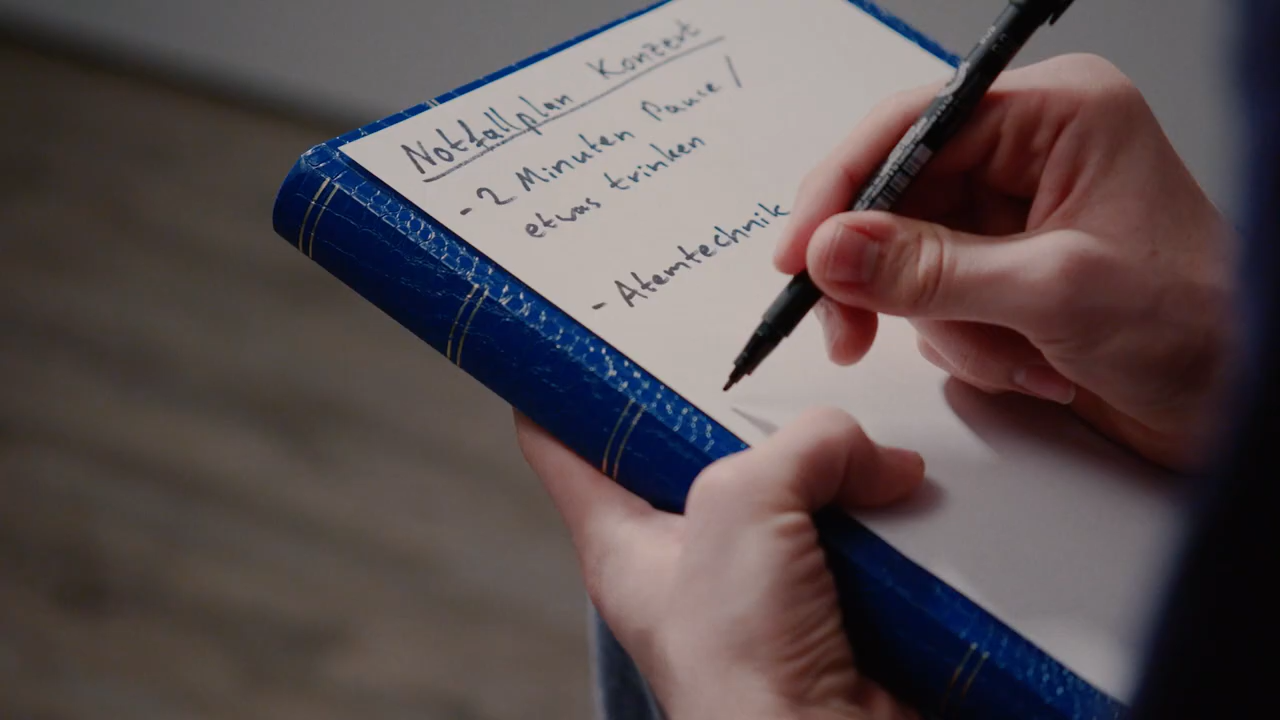 Notfallplan Konzert
- 2 Minuten Pause /
etwas trinken
- Atemtechnik